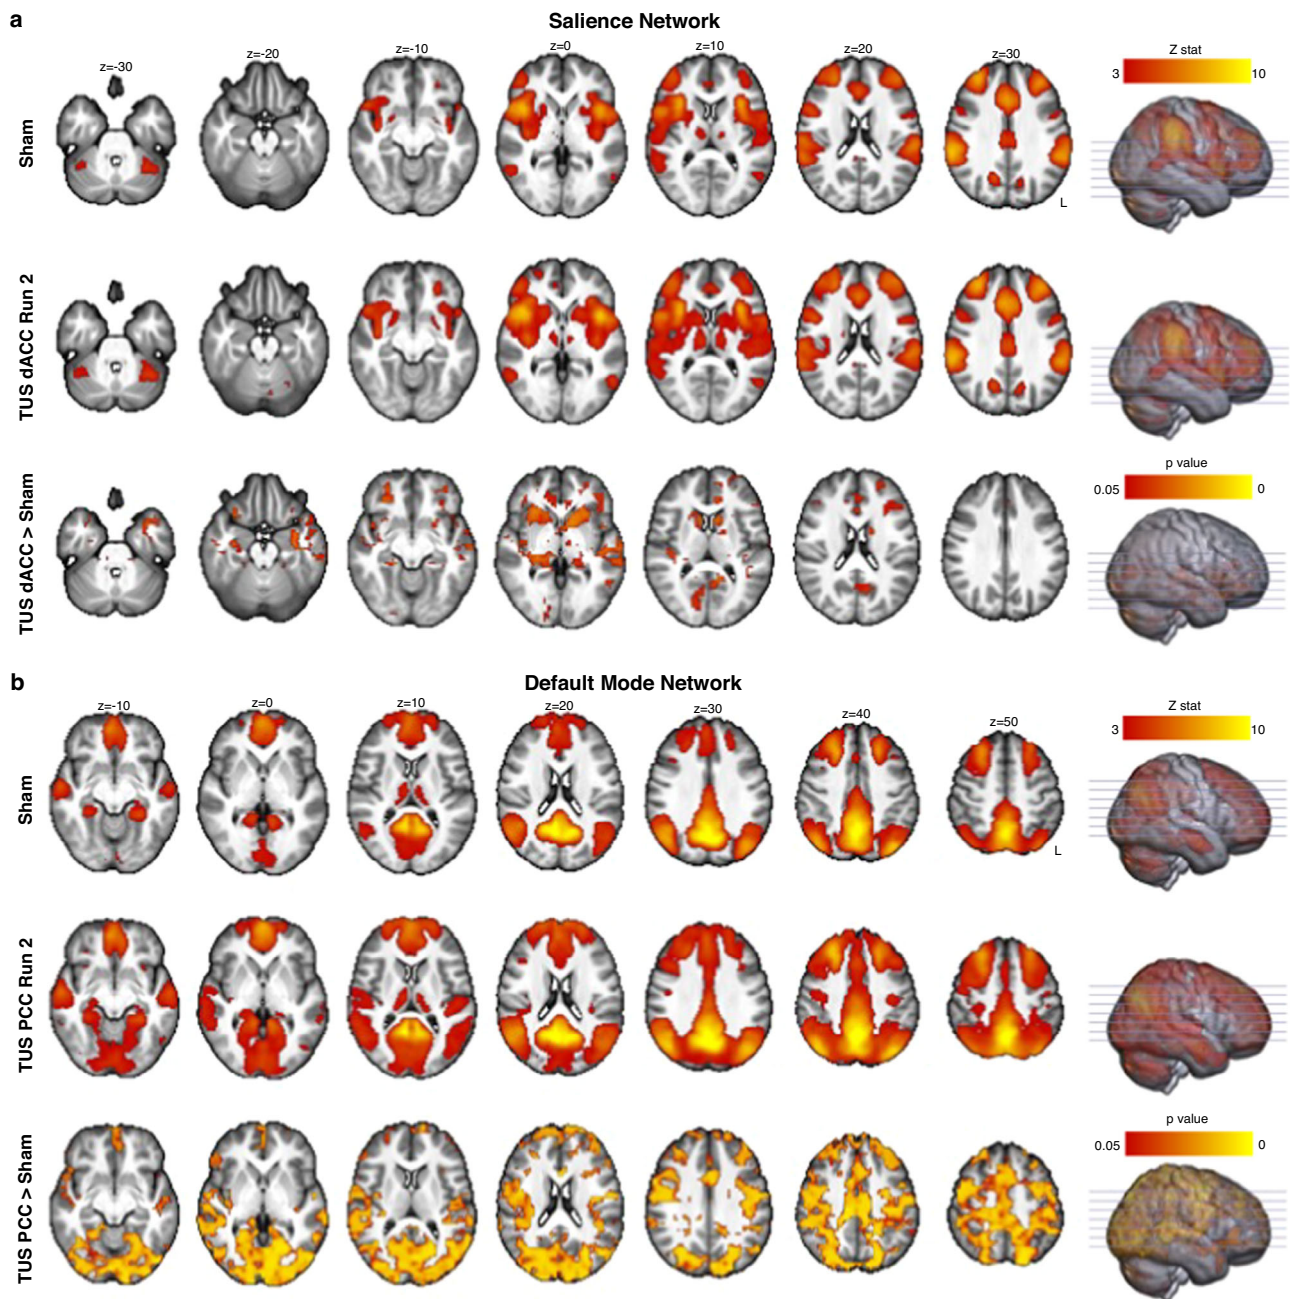 a
Salience Network
z=-30
z=-20
z=-10
z=0
z=10
z=20
z=30
Z stat
3
10
Sham
L
TUS dACC Run 2
p value
0.05
0
TUS dACC > Sham
b
Default Mode Network
z=-10
z=0
z=10
z=20
z=30
z=40
z=50
Z stat
3
10
Sham
L
TUS PCC Run 2
p value
0.05
0
TUS PCC > Sham